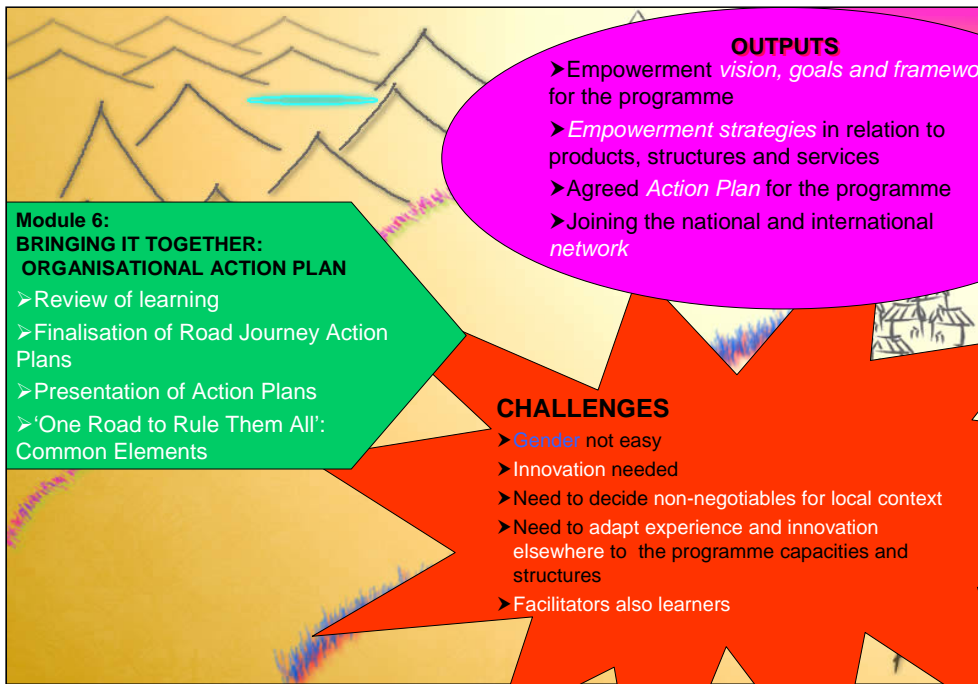 OUTPUTS
➤Empowerment vision, goals and framewo
for the programme
➤Empowerment strategies in relation to
products, structures and services
➤Agreed Action Plan for the programme
➤Joining the national and international
network
Module 6:
BRINGING IT TOGETHER:
ORGANISATIONAL ACTION PLAN
➤Review of learning
➤Finalisation of Road Journey Action
Plans
➤Presentation of Action Plans
➤‘One Road to Rule Them All’:
Common Elements
CHALLENGES
➤Gender not easy
➤Innovation needed
➤Need to decide non-negotiables for local context
➤Need to adapt experience and innovation
elsewhere to the programme capacities and
structures
➤Facilitators also learners